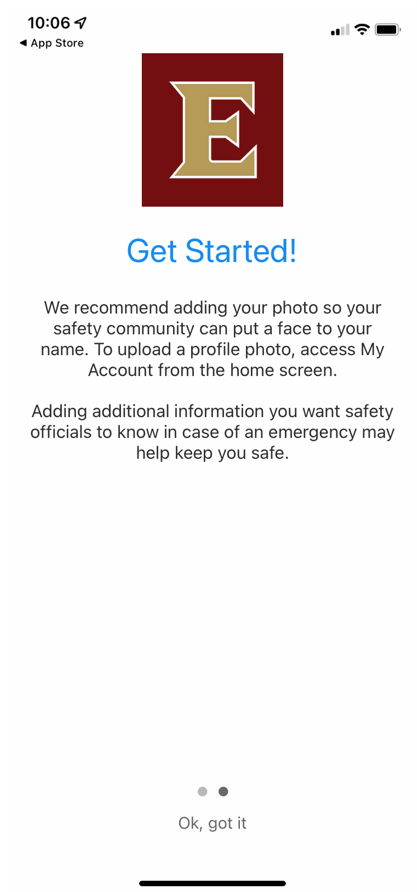 10:06
◀ App Store
E
Get Started!
We recommend adding your photo so your
safety community can put a face to your
name. To upload a profile photo, access My
Account from the home screen.
Adding additional information you want safety
officials to know in case of an emergency may
help keep you safe.
Ok, got it